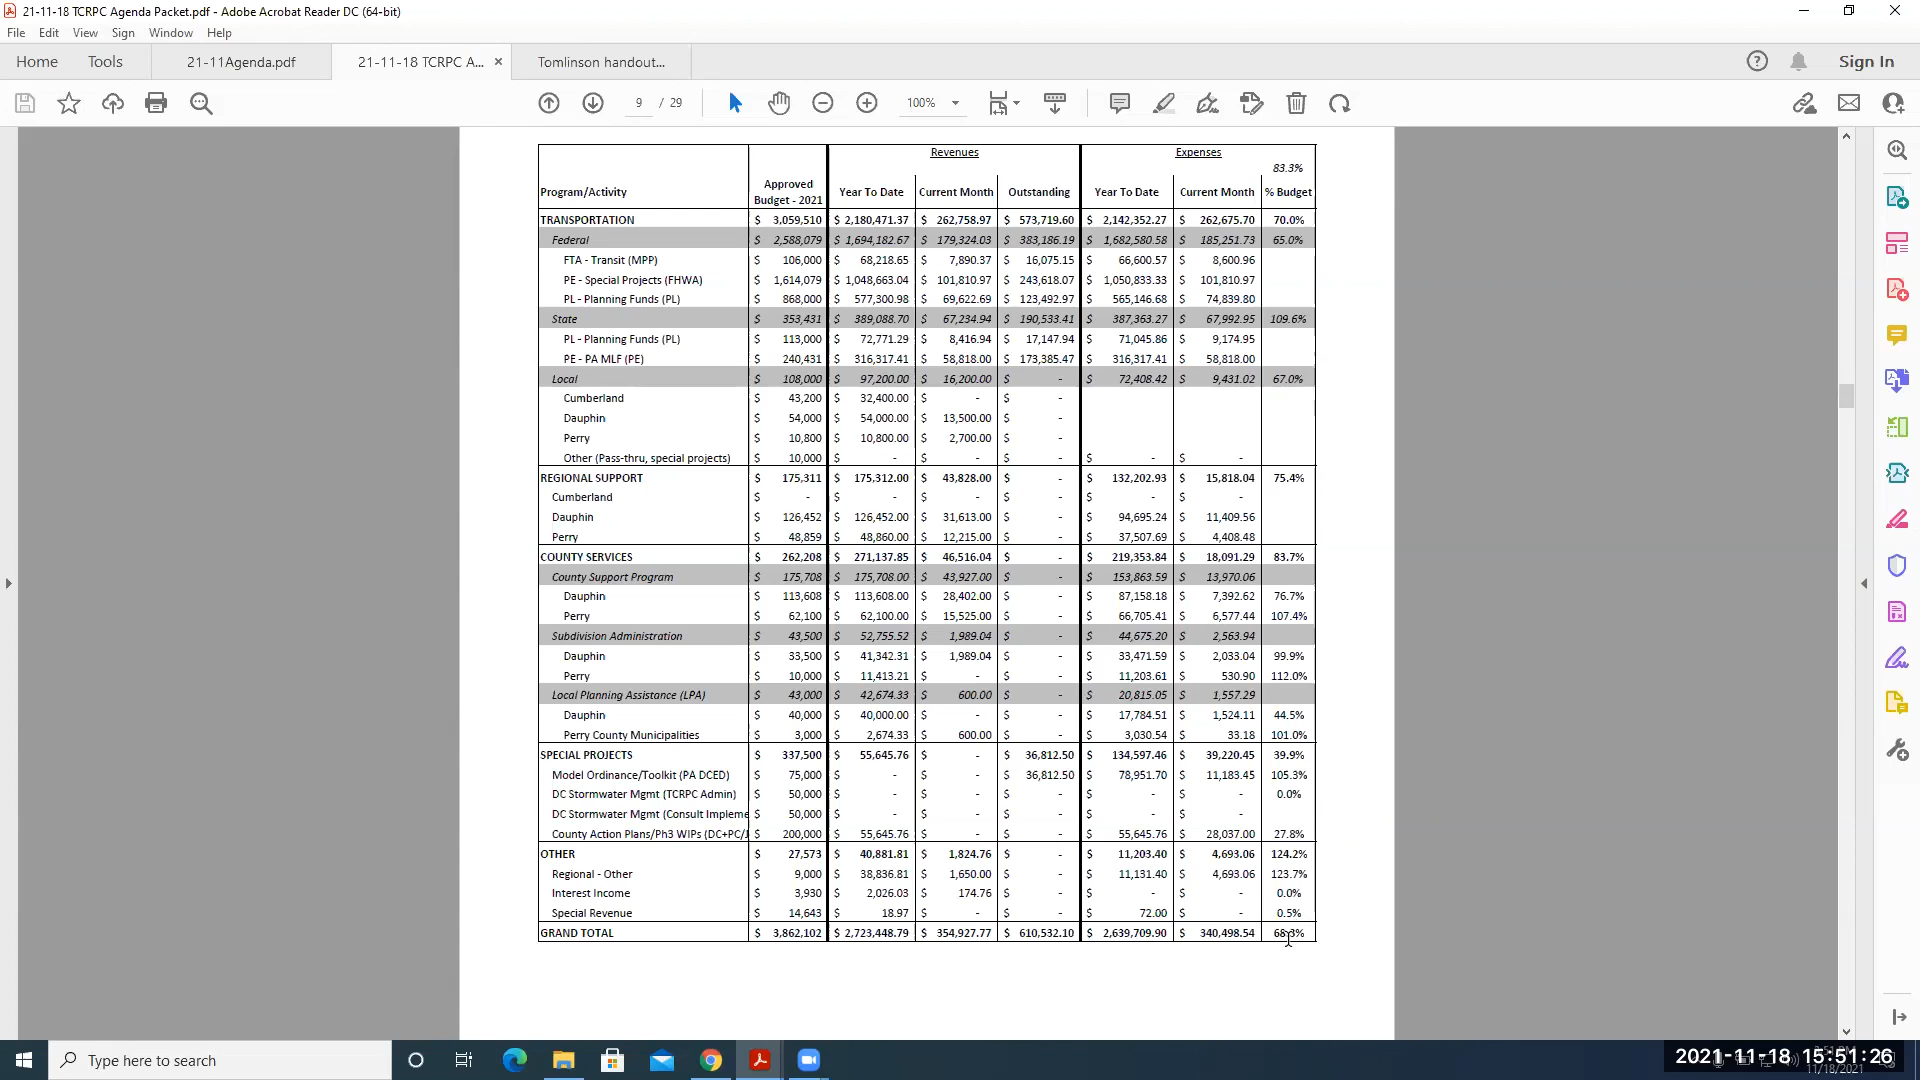 21-11-18 TCRPC Agenda Packet.pdf - Adobe Acrobat Reader DC (64-bit)
File Edit View Sign Window Help
Home Tools 21-11Agenda.pdf 21-11-18 TCRPC A... × Tomlinson handout... Sign In
9 / 29 100%
Revenues Expenses
83.3%
Program/Activity Approved Budget - 2021 Year To Date Current Month Outstanding Year To Date Current Month % Budget
TRANSPORTATION $ 3,059,510 $ 2,180,471.37 $ 262,758.97 $ 573,719.60 $ 2,142,352.27 $ 262,675.70 70.0%
Federal $ 2,588,079 $ 1,694,182.67 $ 179,324.03 $ 383,186.19 $ 1,682,580.58 $ 185,251.73 65.0%
FTA - Transit (MPP) $ 106,000 $ 68,218.65 $ 7,890.37 $ 16,075.15 $ 66,600.57 $ 8,600.96
PE - Special Projects (FHWA) $ 1,614,079 $ 1,048,663.04 $ 101,810.97 $ 243,618.07 $ 1,050,833.33 $ 101,810.97
PL - Planning Funds (PL) $ 868,000 $ 577,300.98 $ 69,622.69 $ 123,492.97 $ 565,146.68 $ 74,839.80
State $ 353,431 $ 389,088.70 $ 67,234.94 $ 190,533.41 $ 387,363.27 $ 67,992.95 109.6%
PL - Planning Funds (PL) $ 113,000 $ 72,771.29 $ 8,416.94 $ 17,147.94 $ 71,045.86 $ 9,174.95
PE - PA MLF (PE) $ 240,431 $ 316,317.41 $ 58,818.00 $ 173,385.47 $ 316,317.41 $ 58,818.00
Local $ 108,000 $ 97,200.00 $ 16,200.00 $ - $ 72,408.42 $ 9,431.02 67.0%
Cumberland $ 43,200 $ 32,400.00 $ - $ -
Dauphin $ 54,000 $ 54,000.00 $ 13,500.00 $ -
Perry $ 10,800 $ 10,800.00 $ 2,700.00 $ -
Other (Pass-thru, special projects) $ 10,000 $ - $ - $ - $ - $ -
REGIONAL SUPPORT $ 175,311 $ 175,312.00 $ 43,828.00 $ - $ 132,202.93 $ 15,818.04 75.4%
Cumberland $ - $ - $ - $ - $ - $ -
Dauphin $ 126,452 $ 126,452.00 $ 31,613.00 $ - $ 94,695.24 $ 11,409.56
Perry $ 48,859 $ 48,860.00 $ 12,215.00 $ - $ 37,507.69 $ 4,408.48
COUNTY SERVICES $ 262,208 $ 271,137.85 $ 46,516.04 $ - $ 219,353.84 $ 18,091.29 83.7%
County Support Program $ 175,708 $ 175,708.00 $ 43,927.00 $ - $ 153,863.59 $ 13,970.06
Dauphin $ 113,608 $ 113,608.00 $ 28,402.00 $ - $ 87,158.18 $ 7,392.62 76.7%
Perry $ 62,100 $ 62,100.00 $ 15,525.00 $ - $ 66,705.41 $ 6,577.44 107.4%
Subdivision Administration $ 43,500 $ 52,755.52 $ 1,989.04 $ - $ 44,675.20 $ 2,563.94
Dauphin $ 33,500 $ 41,342.31 $ 1,989.04 $ - $ 33,471.59 $ 2,033.04 99.9%
Perry $ 10,000 $ 11,413.21 $ - $ - $ 11,203.61 $ 530.90 112.0%
Local Planning Assistance (LPA) $ 43,000 $ 42,674.33 $ 600.00 $ - $ 20,815.05 $ 1,557.29
Dauphin $ 40,000 $ 40,000.00 $ - $ - $ 17,784.51 $ 1,524.11 44.5%
Perry County Municipalities $ 3,000 $ 2,674.33 $ 600.00 $ - $ 3,030.54 $ 33.18 101.0%
SPECIAL PROJECTS $ 337,500 $ 55,645.76 $ - $ 36,812.50 $ 134,597.46 $ 39,220.45 39.9%
Model Ordinance/Toolkit (PA DCED) $ 75,000 $ - $ - $ 36,812.50 $ 78,951.70 $ 11,183.45 105.3%
DC Stormwater Mgmt (TCRPC Admin) $ 50,000 $ - $ - $ - $ - $ - 0.0%
DC Stormwater Mgmt (Consult Impleme $ 50,000 $ - $ - $ - $ - $ -
County Action Plans/Ph3 WIPs (DC+PC/ $ 200,000 $ 55,645.76 $ - $ - $ 55,645.76 $ 28,037.00 27.8%
OTHER $ 27,573 $ 40,881.81 $ 1,824.76 $ - $ 11,203.40 $ 4,693.06 124.2%
Regional - Other $ 9,000 $ 38,836.81 $ 1,650.00 $ - $ 11,131.40 $ 4,693.06 123.7%
Interest Income $ 3,930 $ 2,026.03 $ 174.76 $ - $ - $ - 0.0%
Special Revenue $ 14,643 $ 18.97 $ - $ - $ 72.00 $ - 0.5%
GRAND TOTAL $ 3,862,102 $ 2,723,448.79 $ 354,927.77 $ 610,532.10 $ 2,639,709.90 $ 340,498.54 68.3%
Type here to search
2021-11-18 15:51:26
11/18/2021